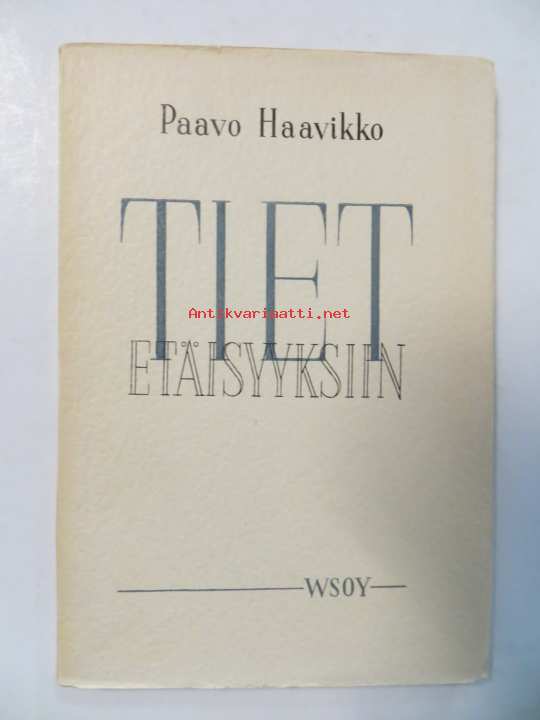 Paavo Haavikko
TIET
Antikvariaatti.net
ETÄISYYKSIIN
WSOY